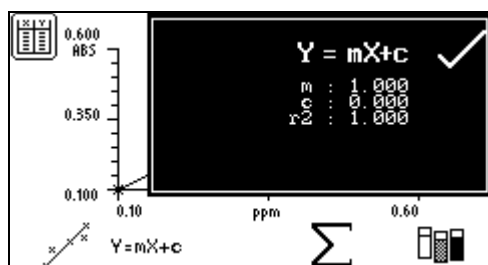 X Y
0.600
ABS
Y = mX+c
m : 1.000
c : 0.000
r2 : 1.000
0.350
0.100
0.10 ppm 0.60
Y=mX+c
Σ